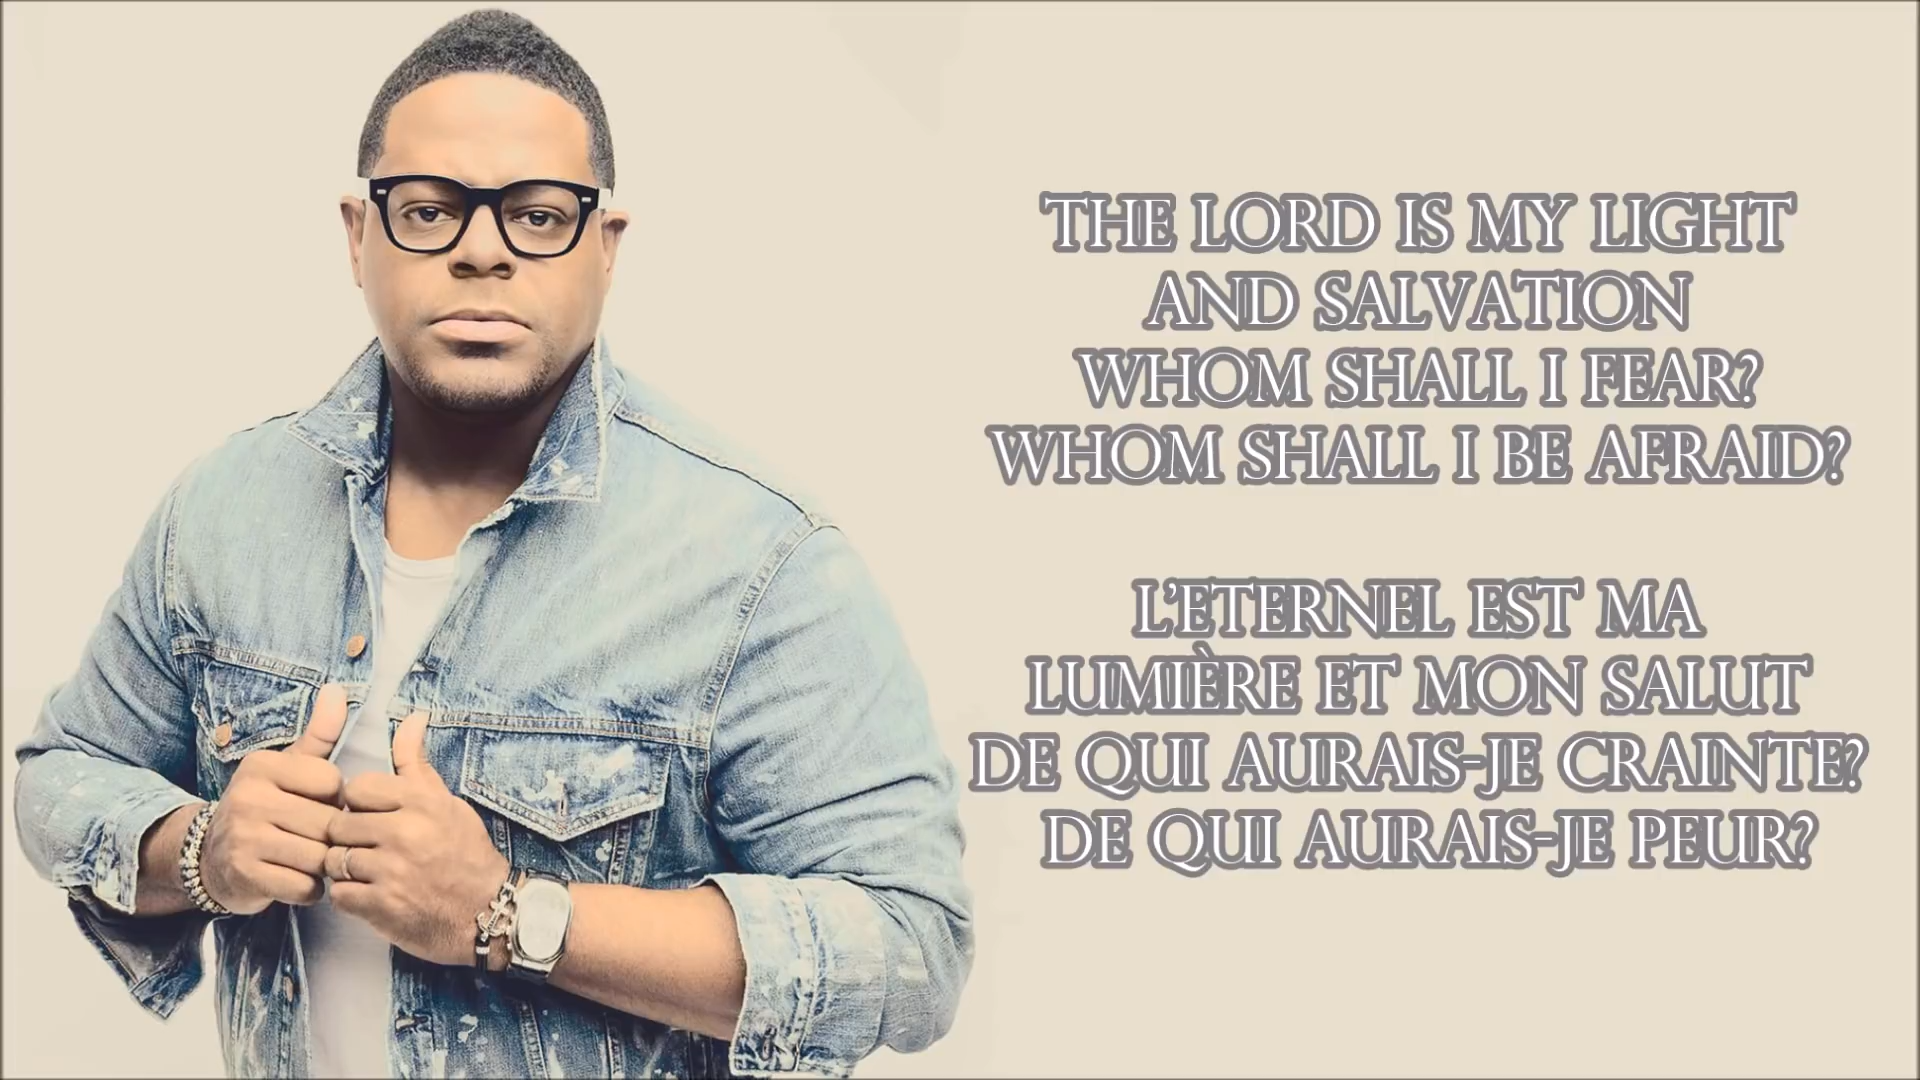 THE LORD IS MY LIGHT
AND SALVATION
WHOM SHALL I FEAR?
WHOM SHALL I BE AFRAID?
L'ETERNEL EST MA
LUMIÈRE ET MON SALUT
DE QUI AURAIS-JE CRAINTE?
DE QUI AURAIS-JE PEUR?